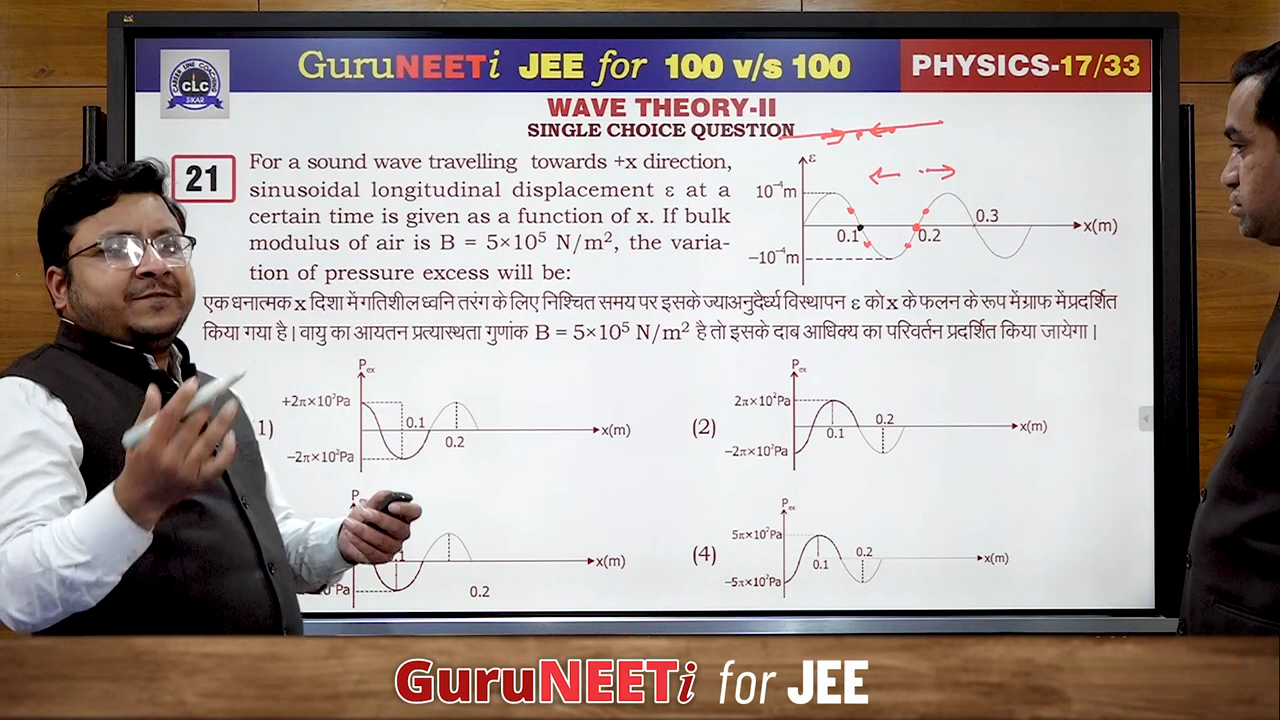 GuruNEETi JEE for 100 v/s 100
PHYSICS-17/33
CAREER LINE COACHING
CLC
SIKAR
WAVE THEORY-II
SINGLE CHOICE QUESTION
21
For a sound wave travelling towards +x direction,
sinusoidal longitudinal displacement ε at a
certain time is given as a function of x. If bulk
modulus of air is B = 5×10⁵ N/m², the varia-
tion of pressure excess will be:
ε
10⁻⁴m
−10⁻⁴m
0.1
0.2
0.3
x(m)
एक धनात्मक x दिशा में गतिशील ध्वनि तरंग के लिए निश्चित समय पर इसके ज्याअनुदैर्ध्य विस्थापन ε को x के फलन के रूप में ग्राफ में प्रदर्शित
किया गया है। वायु का आयतन प्रत्यास्थता गुणांक B = 5×10⁵ N/m² है तो इसके दाब आधिक्य का परिवर्तन प्रदर्शित किया जायेगा।
1)
Pex
+2π×10²Pa
−2π×10²Pa
0.1
0.2
x(m)
(2)
Pex
2π×10²Pa
−2π×10²Pa
0.1
0.2
x(m)
x(m)
0.2
(4)
Pex
5π×10²Pa
−5π×10²Pa
0.1
0.2
x(m)
GuruNEETi for JEE